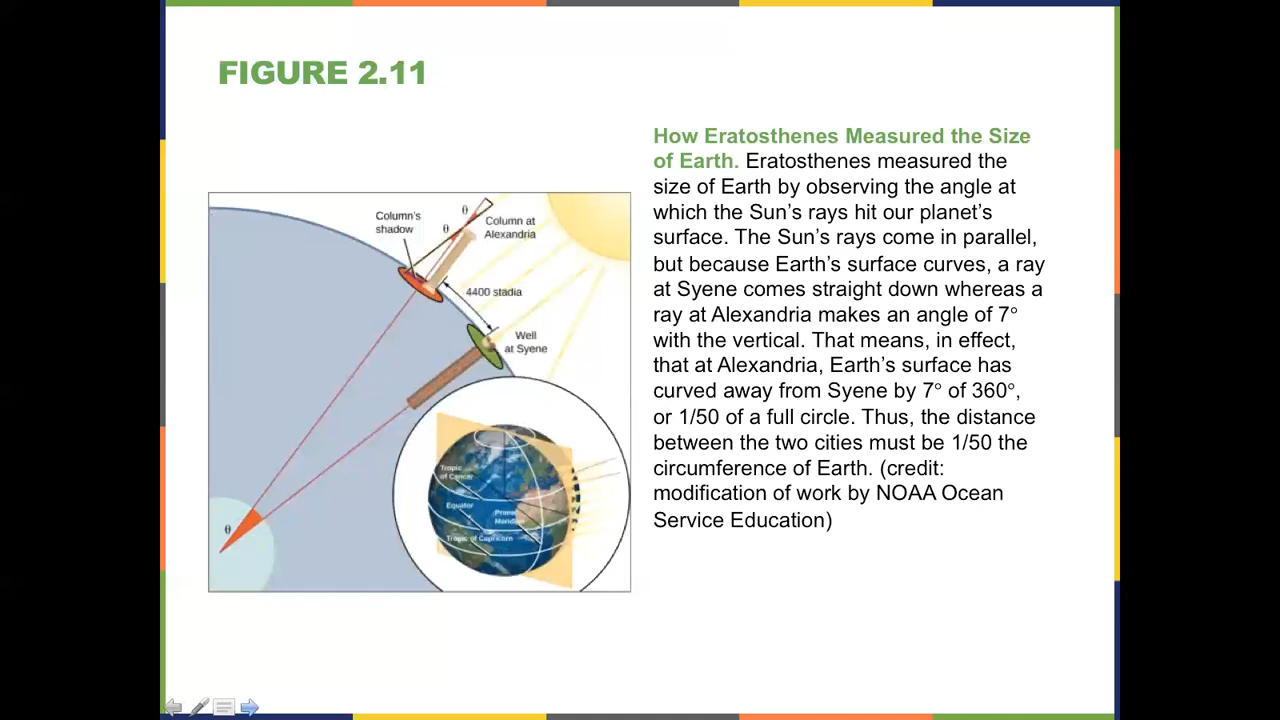 FIGURE 2.11
How Eratosthenes Measured the Size
of Earth. Eratosthenes measured the
size of Earth by observing the angle at
which the Sun's rays hit our planet's
surface. The Sun's rays come in parallel,
but because Earth's surface curves, a ray
at Syene comes straight down whereas a
ray at Alexandria makes an angle of 7°
with the vertical. That means, in effect,
that at Alexandria, Earth's surface has
curved away from Syene by 7° of 360°,
or 1/50 of a full circle. Thus, the distance
between the two cities must be 1/50 the
circumference of Earth. (credit:
modification of work by NOAA Ocean
Service Education)
θ
θ
Column's
shadow
Column at
Alexandria
4400 stadia
Well
at Syene
θ
Tropic
of Cancer
Equator
Prime
Meridian
Tropic of Capricorn